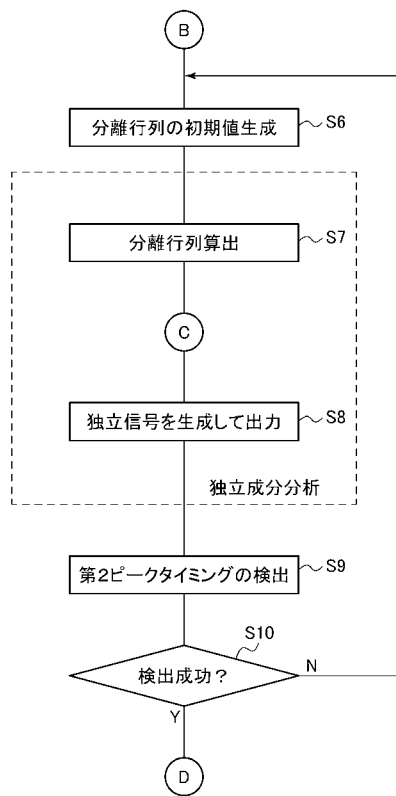 B
分離行列の初期値生成
S6
分離行列算出
S7
C
独立信号を生成して出力
S8
独立成分分析
第2ピークタイミングの検出
S9
S10
検出成功？
N
Y
D